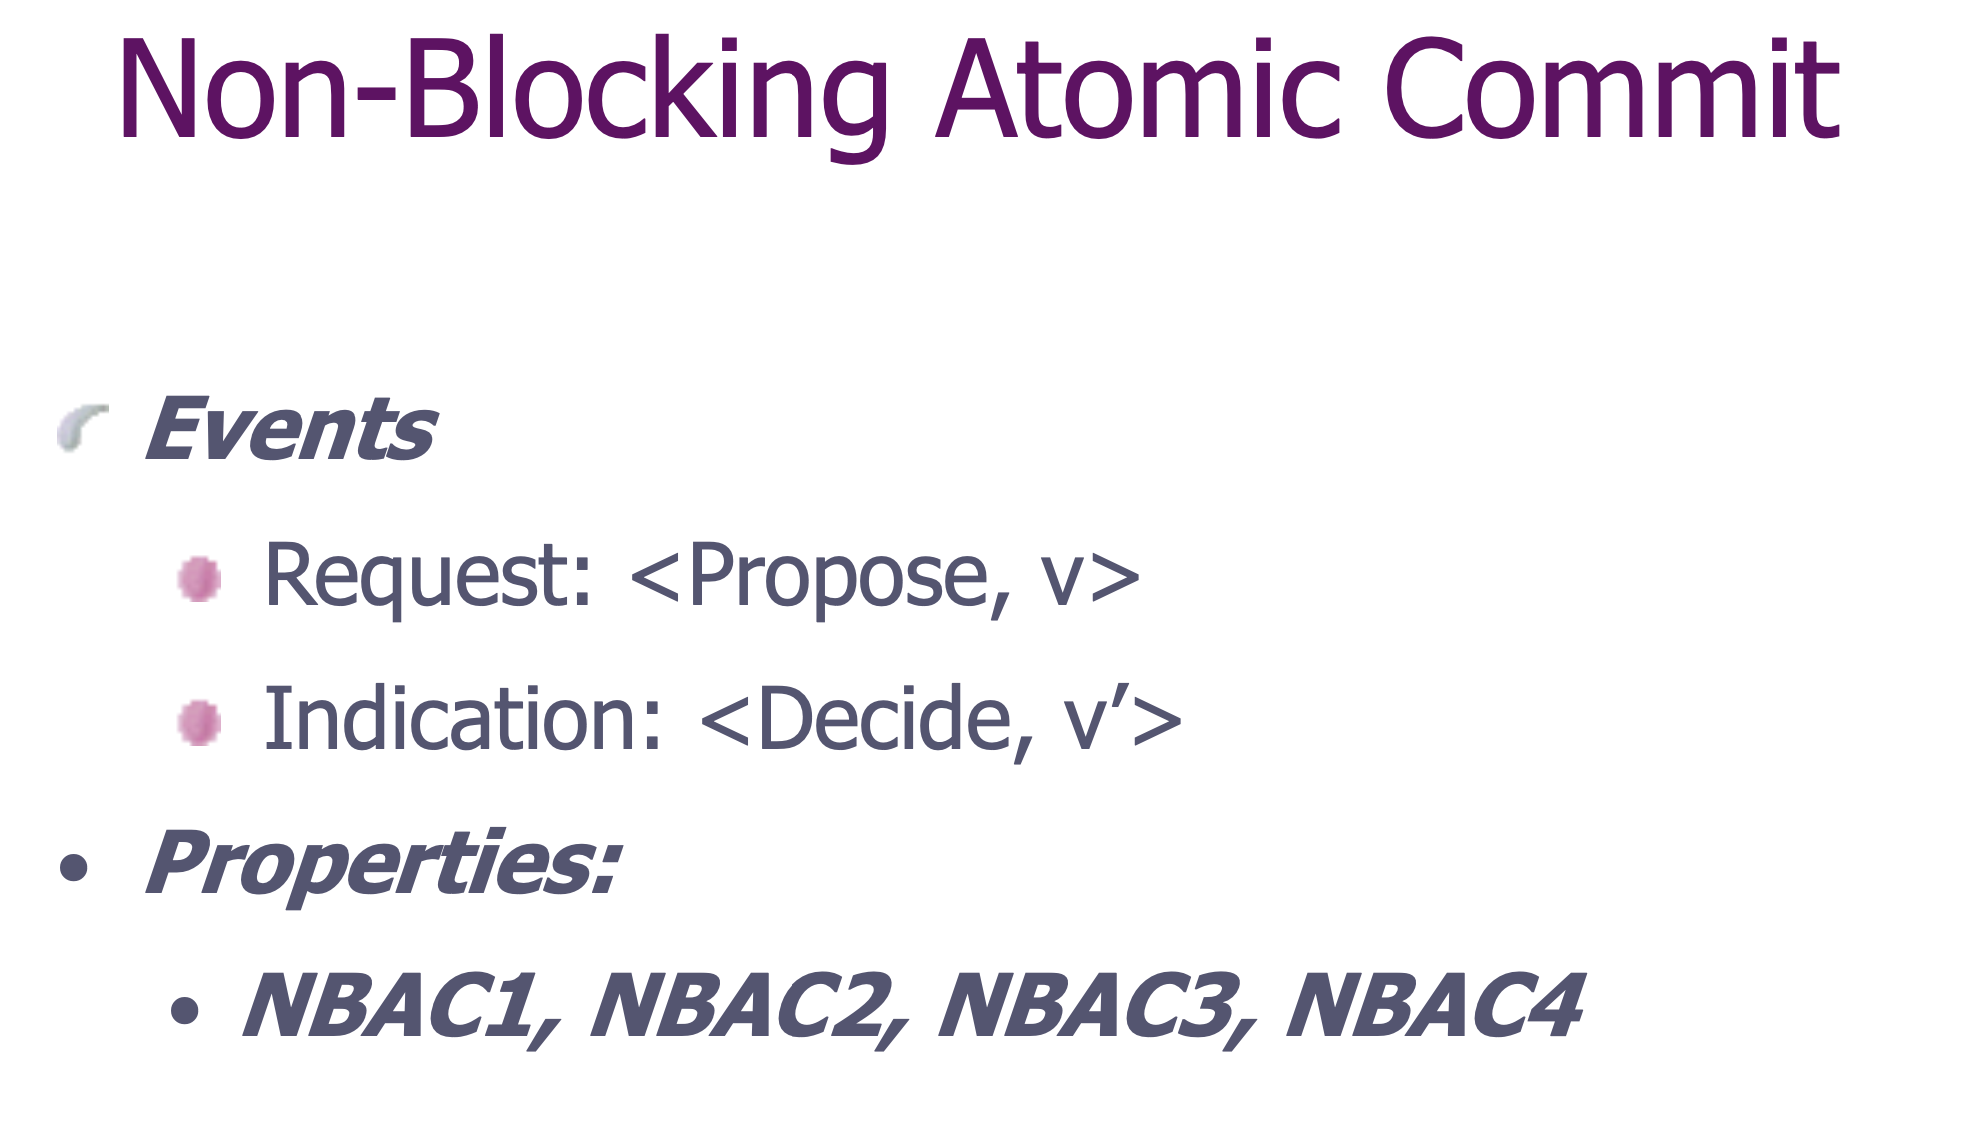 Non-Blocking Atomic Commit
Events
Request: <Propose, v>
Indication: <Decide, v’>
• Properties:
• NBAC1, NBAC2, NBAC3, NBAC4